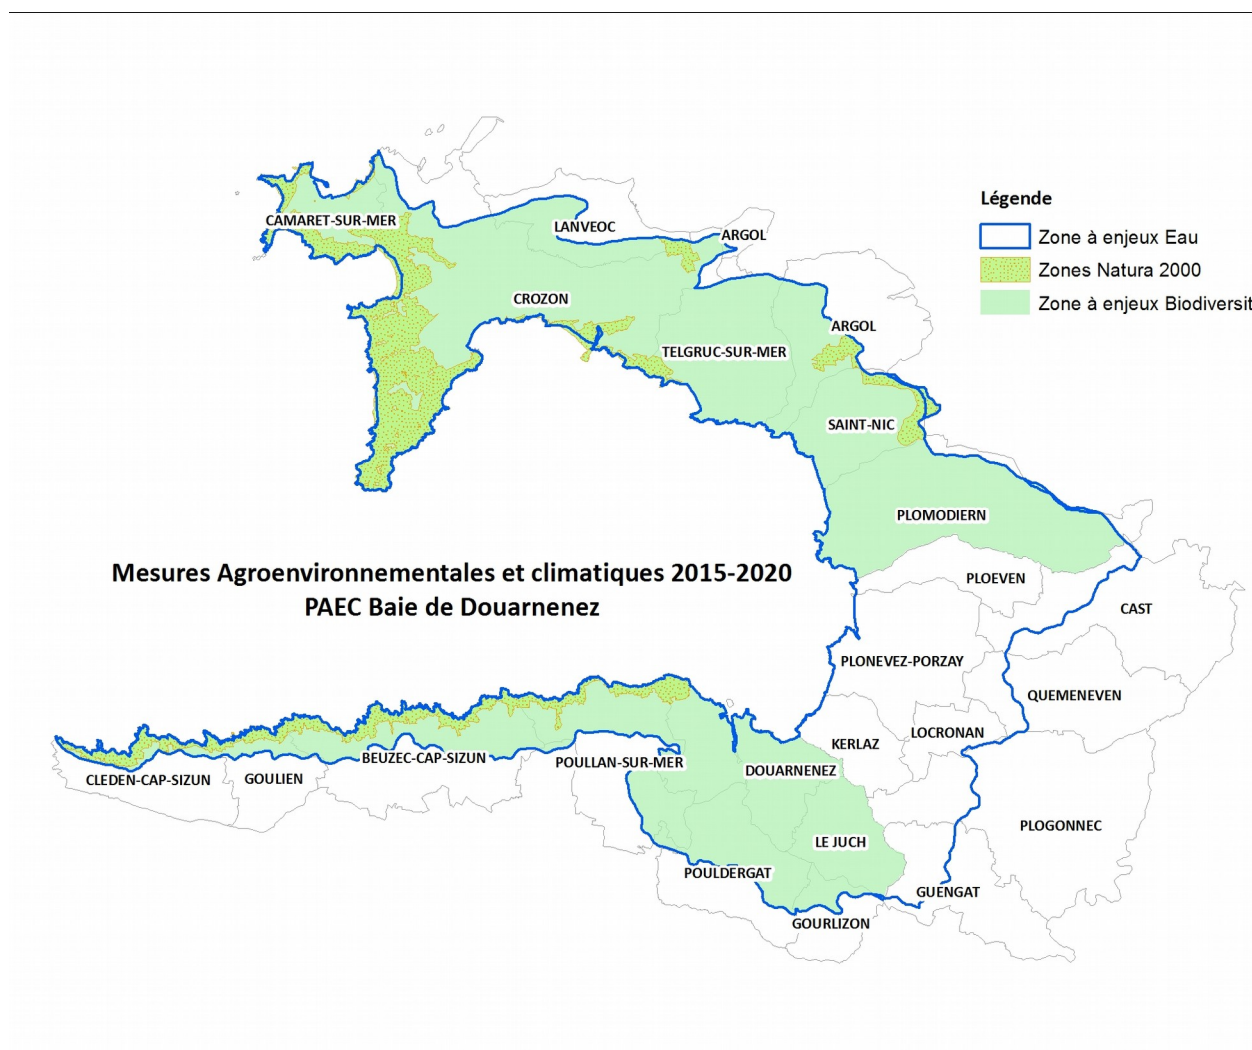 CAMARET-SUR-MER
LANVEOC
ARGOL
CROZON
ARGOL
TELGRUC-SUR-MER
SAINT-NIC
PLOMODIERN
Légende
Zone à enjeux Eau
Zones Natura 2000
Zone à enjeux Biodiversit
Mesures Agroenvironnementales et climatiques 2015-2020
PAEC Baie de Douarnenez
PLOEVEN
CAST
PLONEVEZ-PORZAY
QUEMENEVEN
LOCRONAN
KERLAZ
CLEDEN-CAP-SIZUN
GOULIEN
BEUZEC-CAP-SIZUN
POULLAN-SUR-MER
DOUARNENEZ
PLOGONNEC
LE JUCH
POULDERGAT
GUENGAT
GOURLIZON